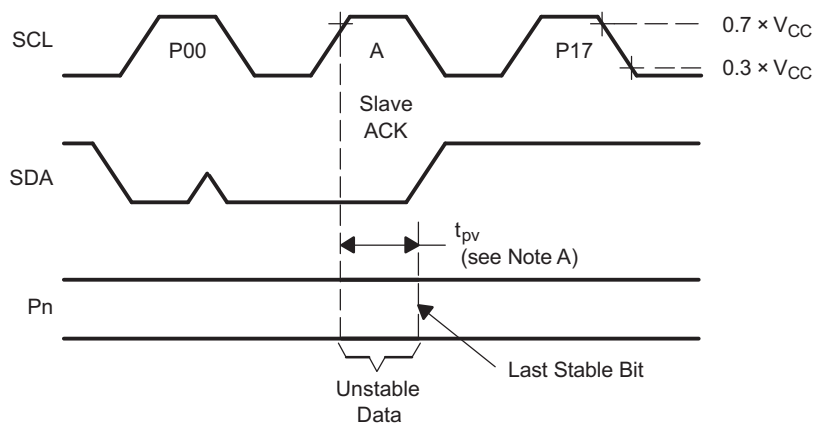 SCL
P00
A
P17
0.7 × VCC
0.3 × VCC
Slave
ACK
SDA
tpv
(see Note A)
Pn
Last Stable Bit
Unstable
Data